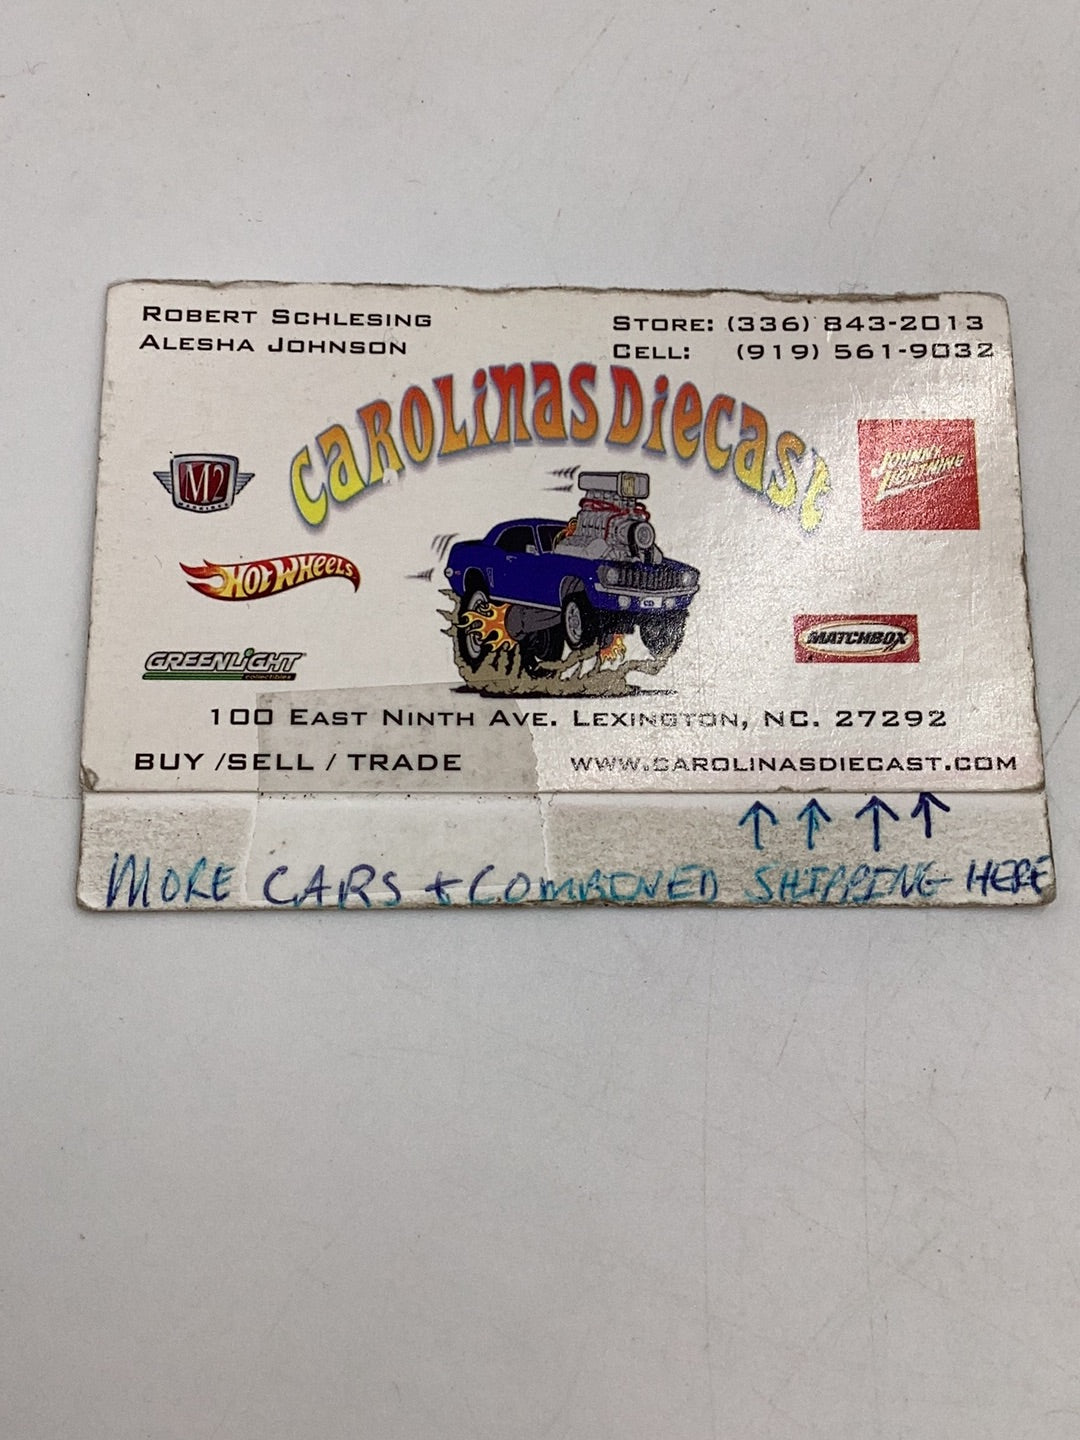 ROBERT SCHLESING
ALESHA JOHNSON
STORE: (336) 843-2013
CELL: (919) 561-9032
CAROLINAS DIECAST
M2
MACHINES
HOT WHEELS
GREENLIGHT
collectibles
JOHNNY LIGHTNING
MATCHBOX
100 EAST NINTH AVE. LEXINGTON, NC. 27292
BUY /SELL / TRADE
WWW.CAROLINASDIECAST.COM
MORE CARS + COMBINED SHIPPING HERE